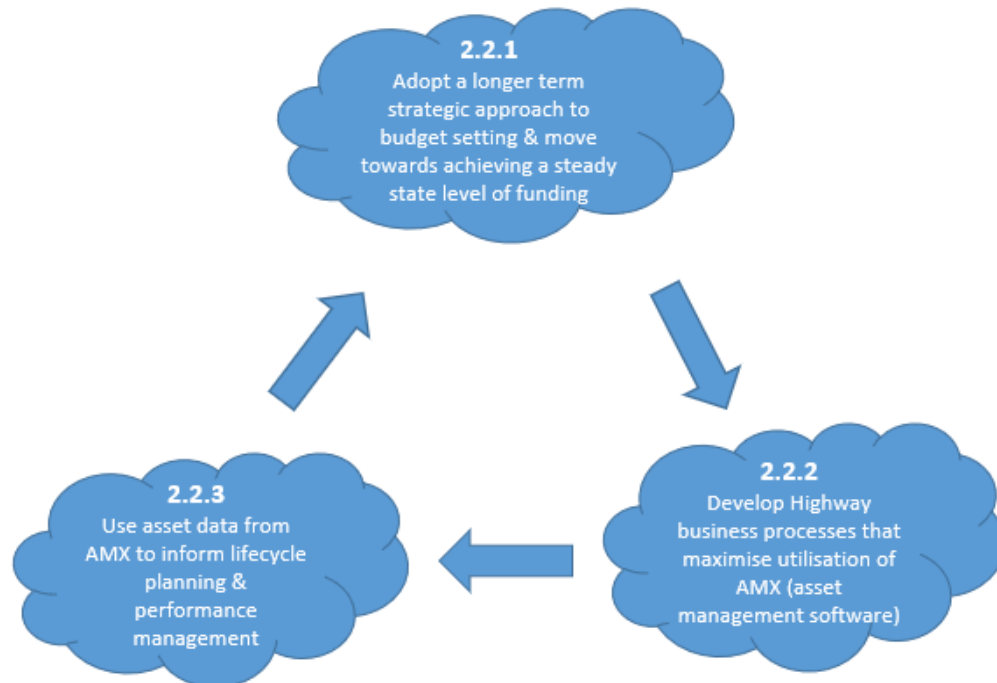 2.2.1
Adopt a longer term
strategic approach to
budget setting & move
towards achieving a steady
state level of funding
2.2.2
Develop Highway
business processes that
maximise utilisation of
AMX (asset
management software)
2.2.3
Use asset data from
AMX to inform lifecycle
planning &
performance
management